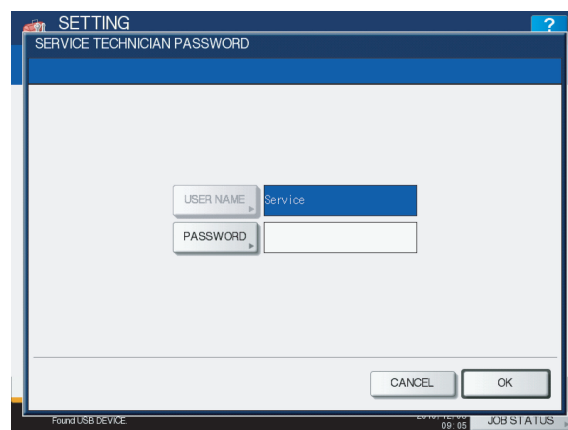 SETTING
?
SERVICE TECHNICIAN PASSWORD
USER NAME
Service
PASSWORD
CANCEL
OK
Found USB DEVICE.
09:05
JOB STATUS